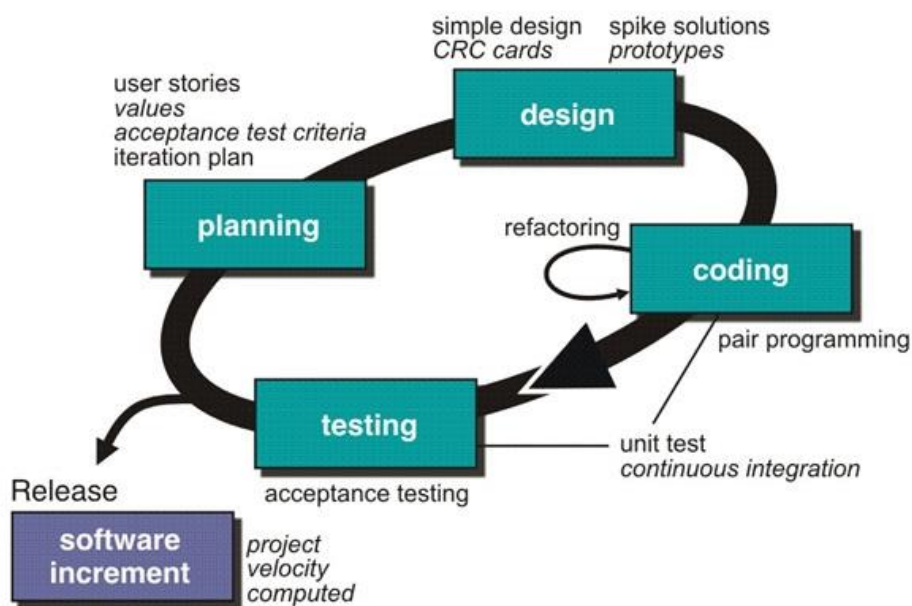 simple design
CRC cards
spike solutions
prototypes
user stories
values
acceptance test criteria
iteration plan
design
planning
refactoring
coding
pair programming
testing
unit test
continuous integration
acceptance testing
Release
software
increment
project
velocity
computed